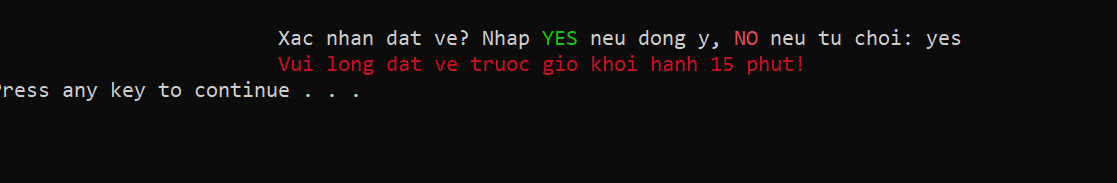 Xac nhan dat ve? Nhap YES neu dong y, NO neu tu choi: yes
Vui long dat ve truoc gio khoi hanh 15 phut!
Press any key to continue . . .